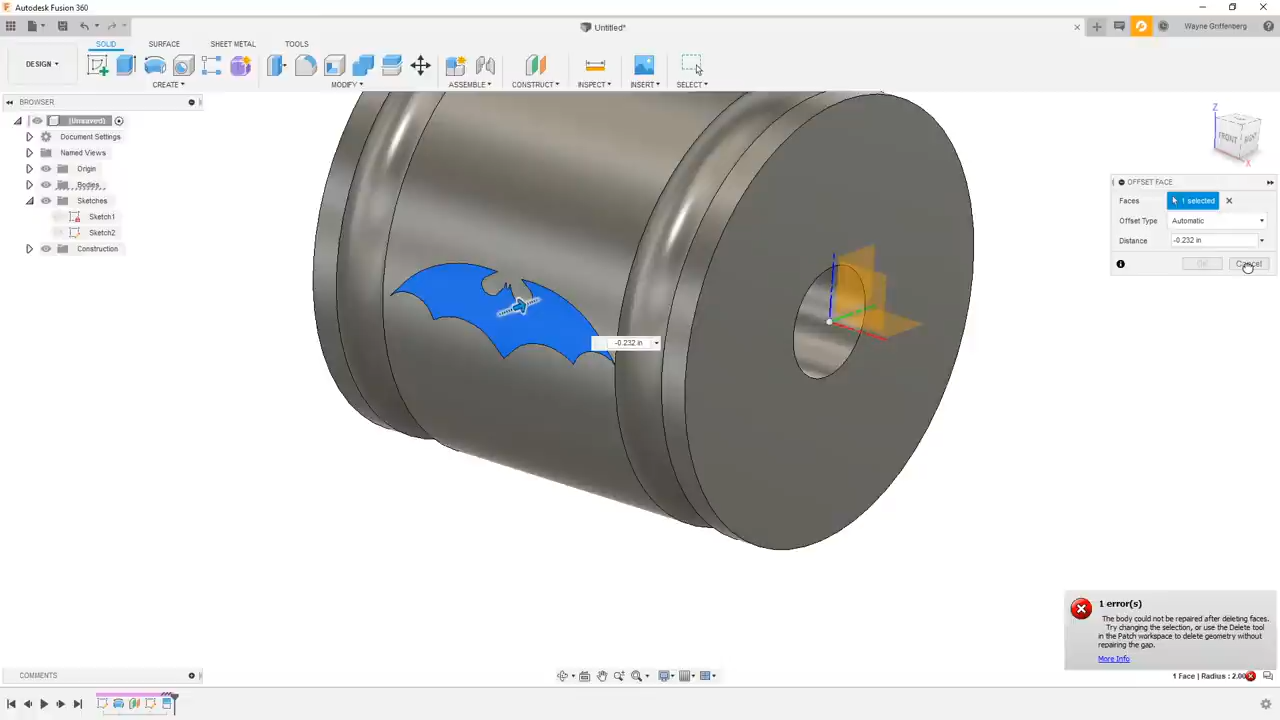 Autodesk Fusion 360
Untitled*
Wayne Griffenberg
SOLID SURFACE SHEET METAL TOOLS
DESIGN
CREATE MODIFY ASSEMBLE CONSTRUCT INSPECT INSERT SELECT
BROWSER
(Unsaved)
Document Settings
Named Views
Origin
Bodies
Sketches
Sketch1
Sketch2
Construction
Z
FRONT RIGHT
X
OFFSET FACE
Faces 1 selected
Offset Type Automatic
Distance -0.232 in
OK Cancel
-0.232 in
1 error(s)
The body could not be repaired after deleting faces.
Try changing the selection, or use the Delete tool
in the Patch workspace to delete geometry without
repairing the gap.
More Info
COMMENTS
1 Face | Radius : 2.00